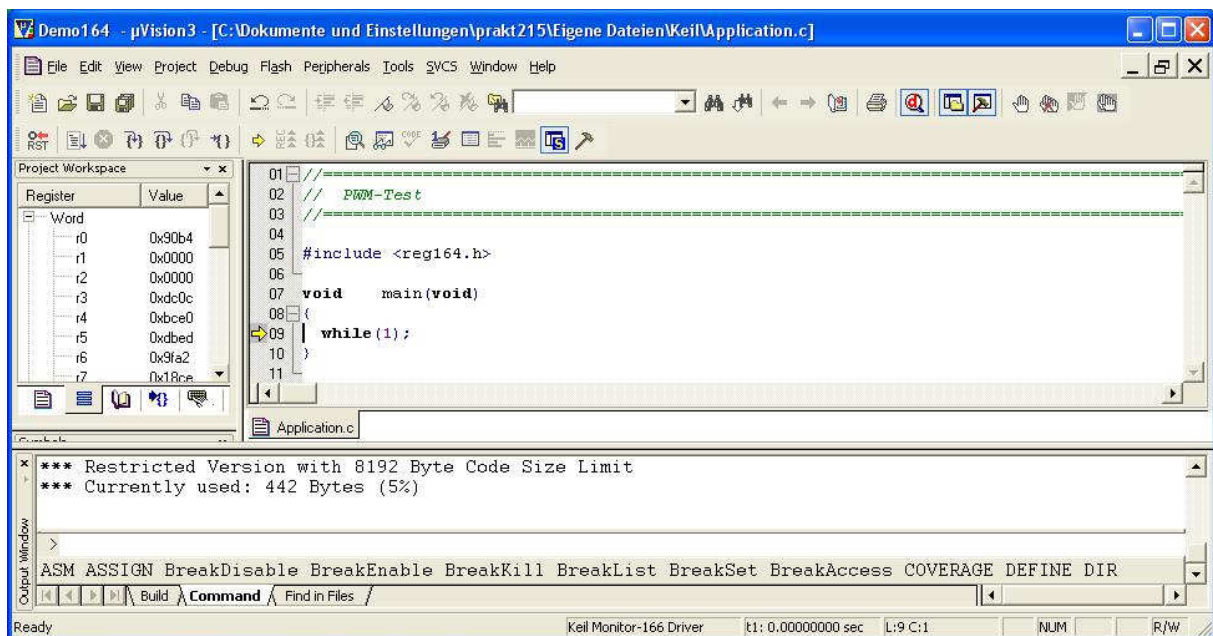 Demo164 - µVision3 - [C:\Dokumente und Einstellungen\prakt215\Eigene Dateien\Keil\Application.c]
File Edit View Project Debug Flash Peripherals Tools SVCS Window Help
RST
CODE
Project Workspace
Register Value
Word
r0 0x90b4
r1 0x0000
r2 0x0000
r3 0xdc0c
r4 0xbce0
r5 0xdbed
r6 0x9fa2
r7 0x18ce
01 //=====================================================================================
02 // PWM-Test
03 //=====================================================================================
04
05 #include <reg164.h>
06
07 void main(void)
08 {
09 while(1);
10 }
11
Application.c
Symbols
*** Restricted Version with 8192 Byte Code Size Limit
*** Currently used: 442 Bytes (5%)
>
ASM ASSIGN BreakDisable BreakEnable BreakKill BreakList BreakSet BreakAccess COVERAGE DEFINE DIR
Output Window
Build Command Find in Files
Ready Keil Monitor-166 Driver t1: 0.00000000 sec L:9 C:1 NUM R/W